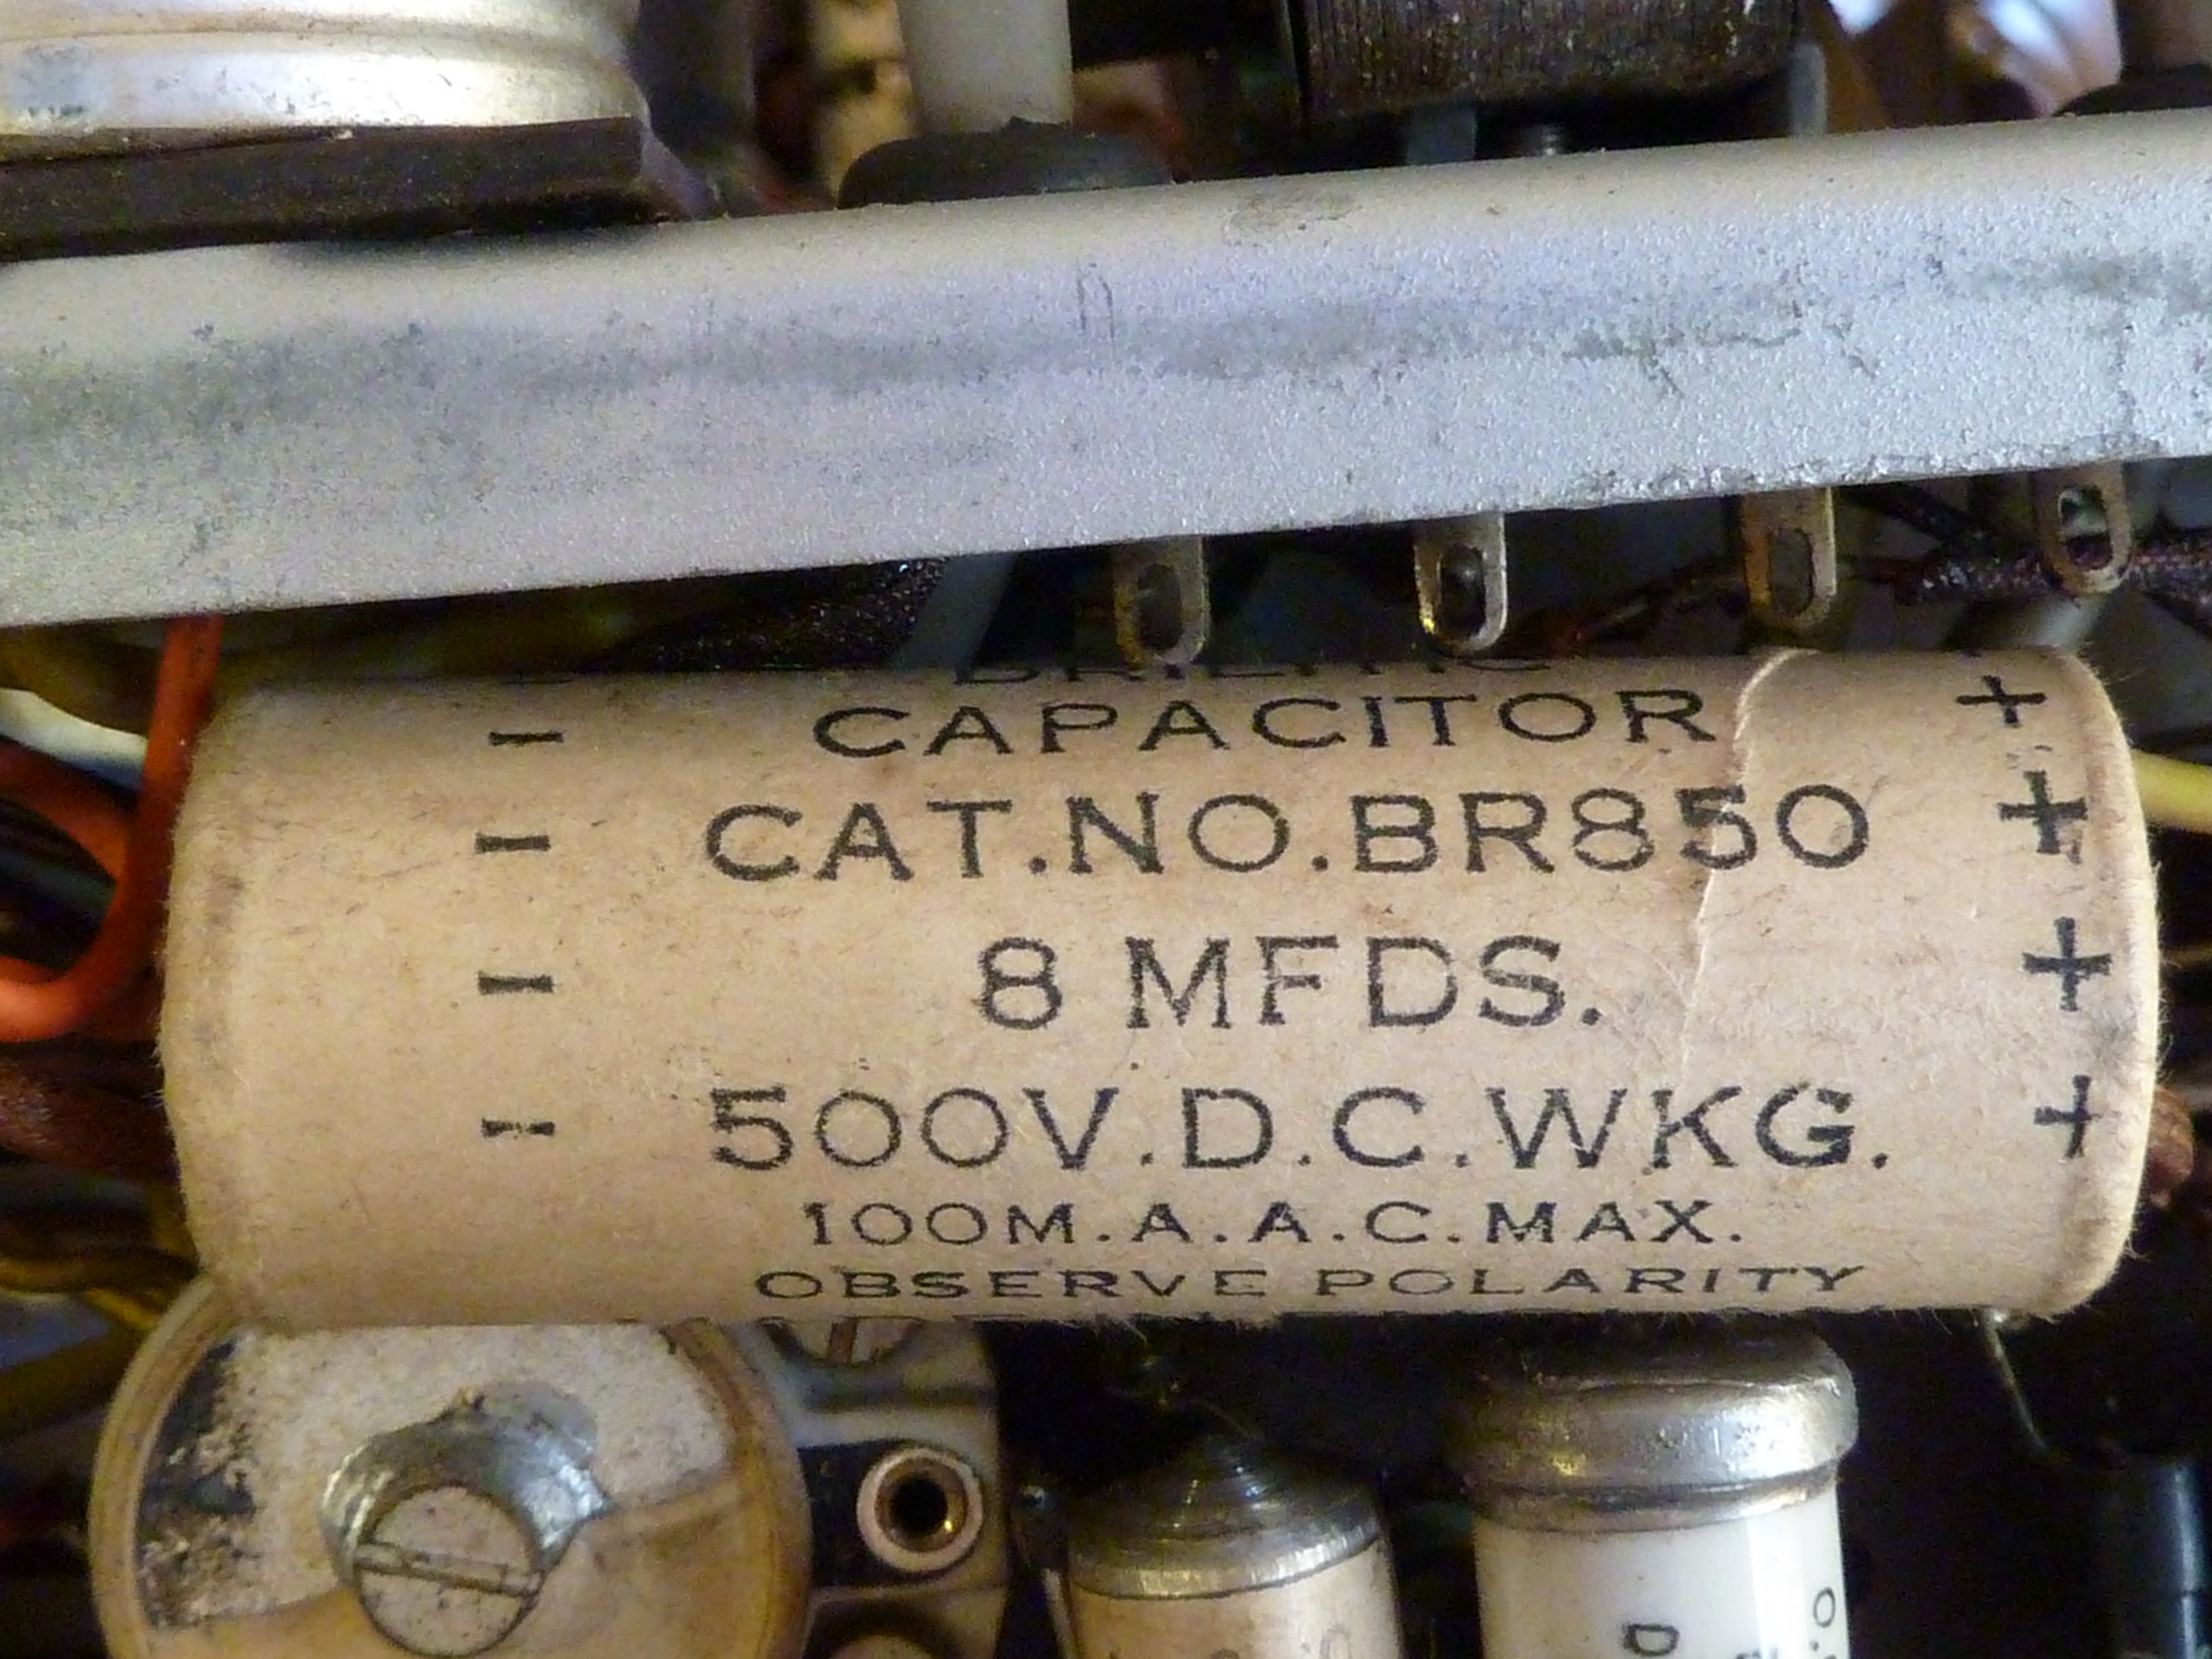 - CAPACITOR +
- CAT.NO.BR850 +
- 8 MFDS. +
- 500V.D.C.WKG. +
100M.A.A.C.MAX.
OBSERVE POLARITY